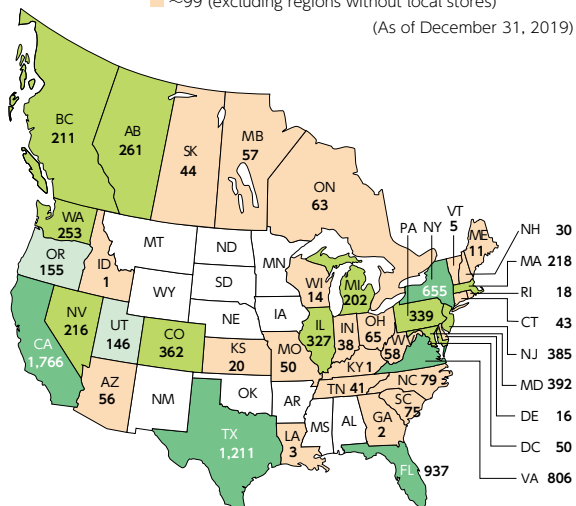 ~99 (excluding regions without local stores)
(As of December 31, 2019)
BC
211
AB
261
SK
44
MB
57
ON
63
WA
253
OR
155
ID
1
MT
ND
MN
SD
WY
NE
IA
WI
14
MI
202
PA
339
NY
655
VT
5
ME
11
NH 30
MA 218
RI 18
CT 43
NJ 385
MD 392
DE 16
DC 50
VA 806
CA
1,766
NV
216
UT
146
CO
362
KS
20
MO
50
IL
327
IN
38
OH
65
WV
58
KY 1
TN 41
NC 79
SC
75
AZ
56
NM
OK
AR
MS
AL
GA
2
TX
1,211
LA
3
FL 937